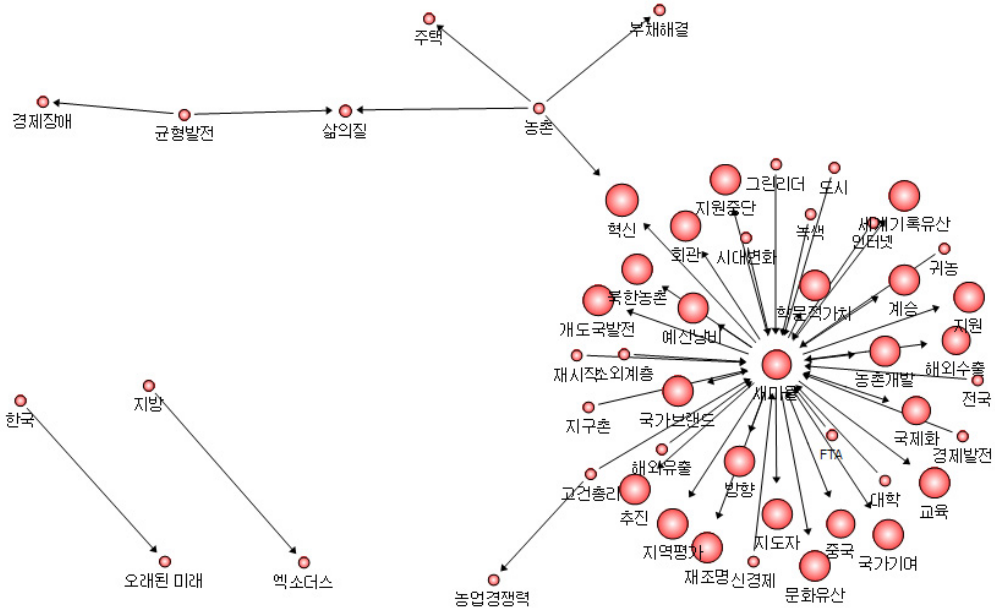 주택
부채해결
경제장애
균형발전
삶의질
농촌
그린리더
도시
지원중단
혁신
녹색
세계기록유산
인터넷
회관
시대변화
귀농
북한농촌
학문적가치
계승
개도국발전
예산낭비
지원
재시작
소외계층
농촌개발
해외수출
새마을
전국
한국
지방
지구촌
국가브랜드
국제화
경제발전
FTA
해외유출
고건총리
방향
대학
추진
교육
지역평가
지도자
중국
국가기여
오래된 미래
엑소더스
재조명
신경제
농업경쟁력
문화유산